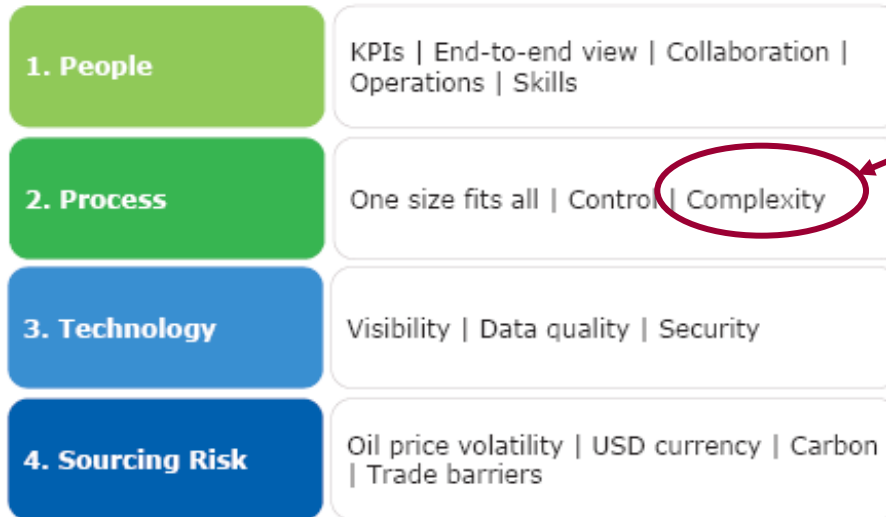 1. People
KPIs | End-to-end view | Collaboration |
Operations | Skills
2. Process
One size fits all | Control | Complexity
3. Technology
Visibility | Data quality | Security
4. Sourcing Risk
Oil price volatility | USD currency | Carbon
| Trade barriers